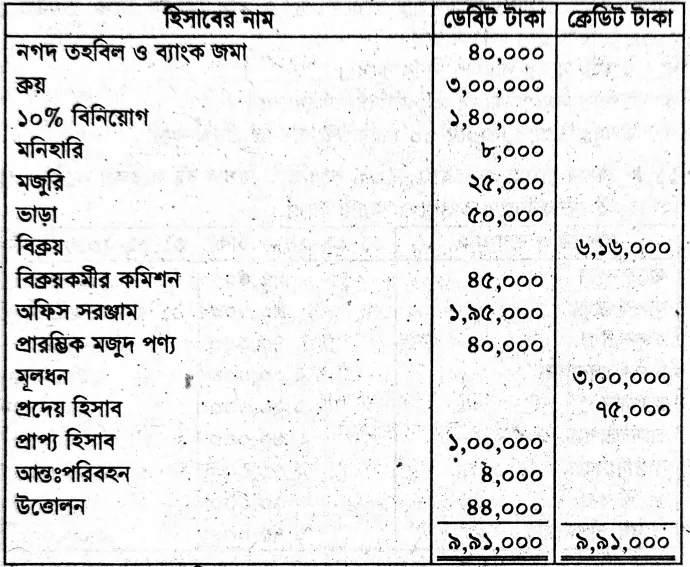 হিসাবের নাম ডেবিট টাকা ক্রেডিট টাকা
নগদ তহবিল ও ব্যাংক জমা ৪০,০০০
ক্রয় ৩,০০,০০০
১০% বিনিয়োগ ১,৪০,০০০
মনিহারি ৮,০০০
মজুরি ২৫,০০০
ভাড়া ৫০,০০০
বিক্রয় ৬,১৬,০০০
বিক্রয়কর্মীর কমিশন ৪৫,০০০
অফিস সরঞ্জাম ১,৯৫,০০০
প্রারম্ভিক মজুদ পণ্য ৪০,০০০
মূলধন ৩,০০,০০০
প্রদেয় হিসাব ৭৫,০০০
প্রাপ্য হিসাব ১,০০,০০০
আন্তঃপরিবহন ৪,০০০
উত্তোলন ৪৪,০০০
৯,৯১,০০০ ৯,৯১,০০০